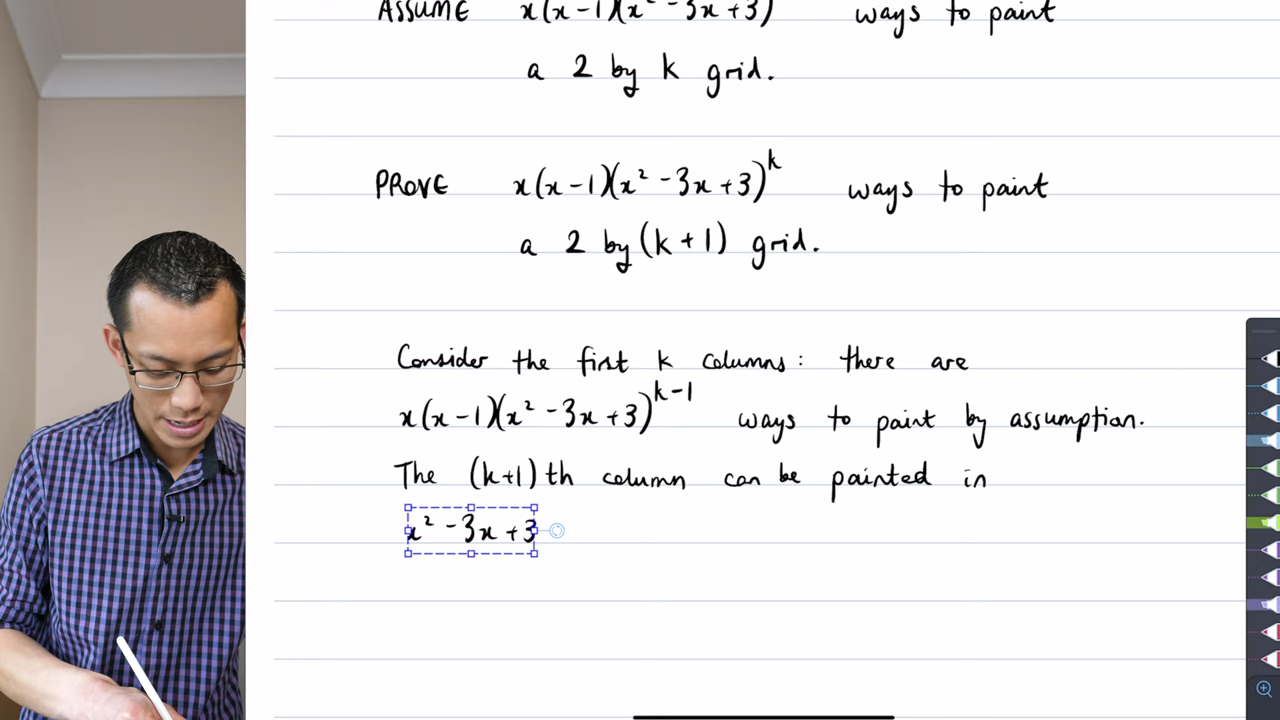 ASSUME x(x-1)(x² - 3x + 3) ways to paint
a 2 by k grid.
PROVE x(x-1)(x² - 3x + 3)^k ways to paint
a 2 by (k+1) grid.
Consider the first k columns: there are
x(x-1)(x² - 3x + 3)^(k-1) ways to paint by assumption.
The (k+1)th column can be painted in
x² - 3x + 3